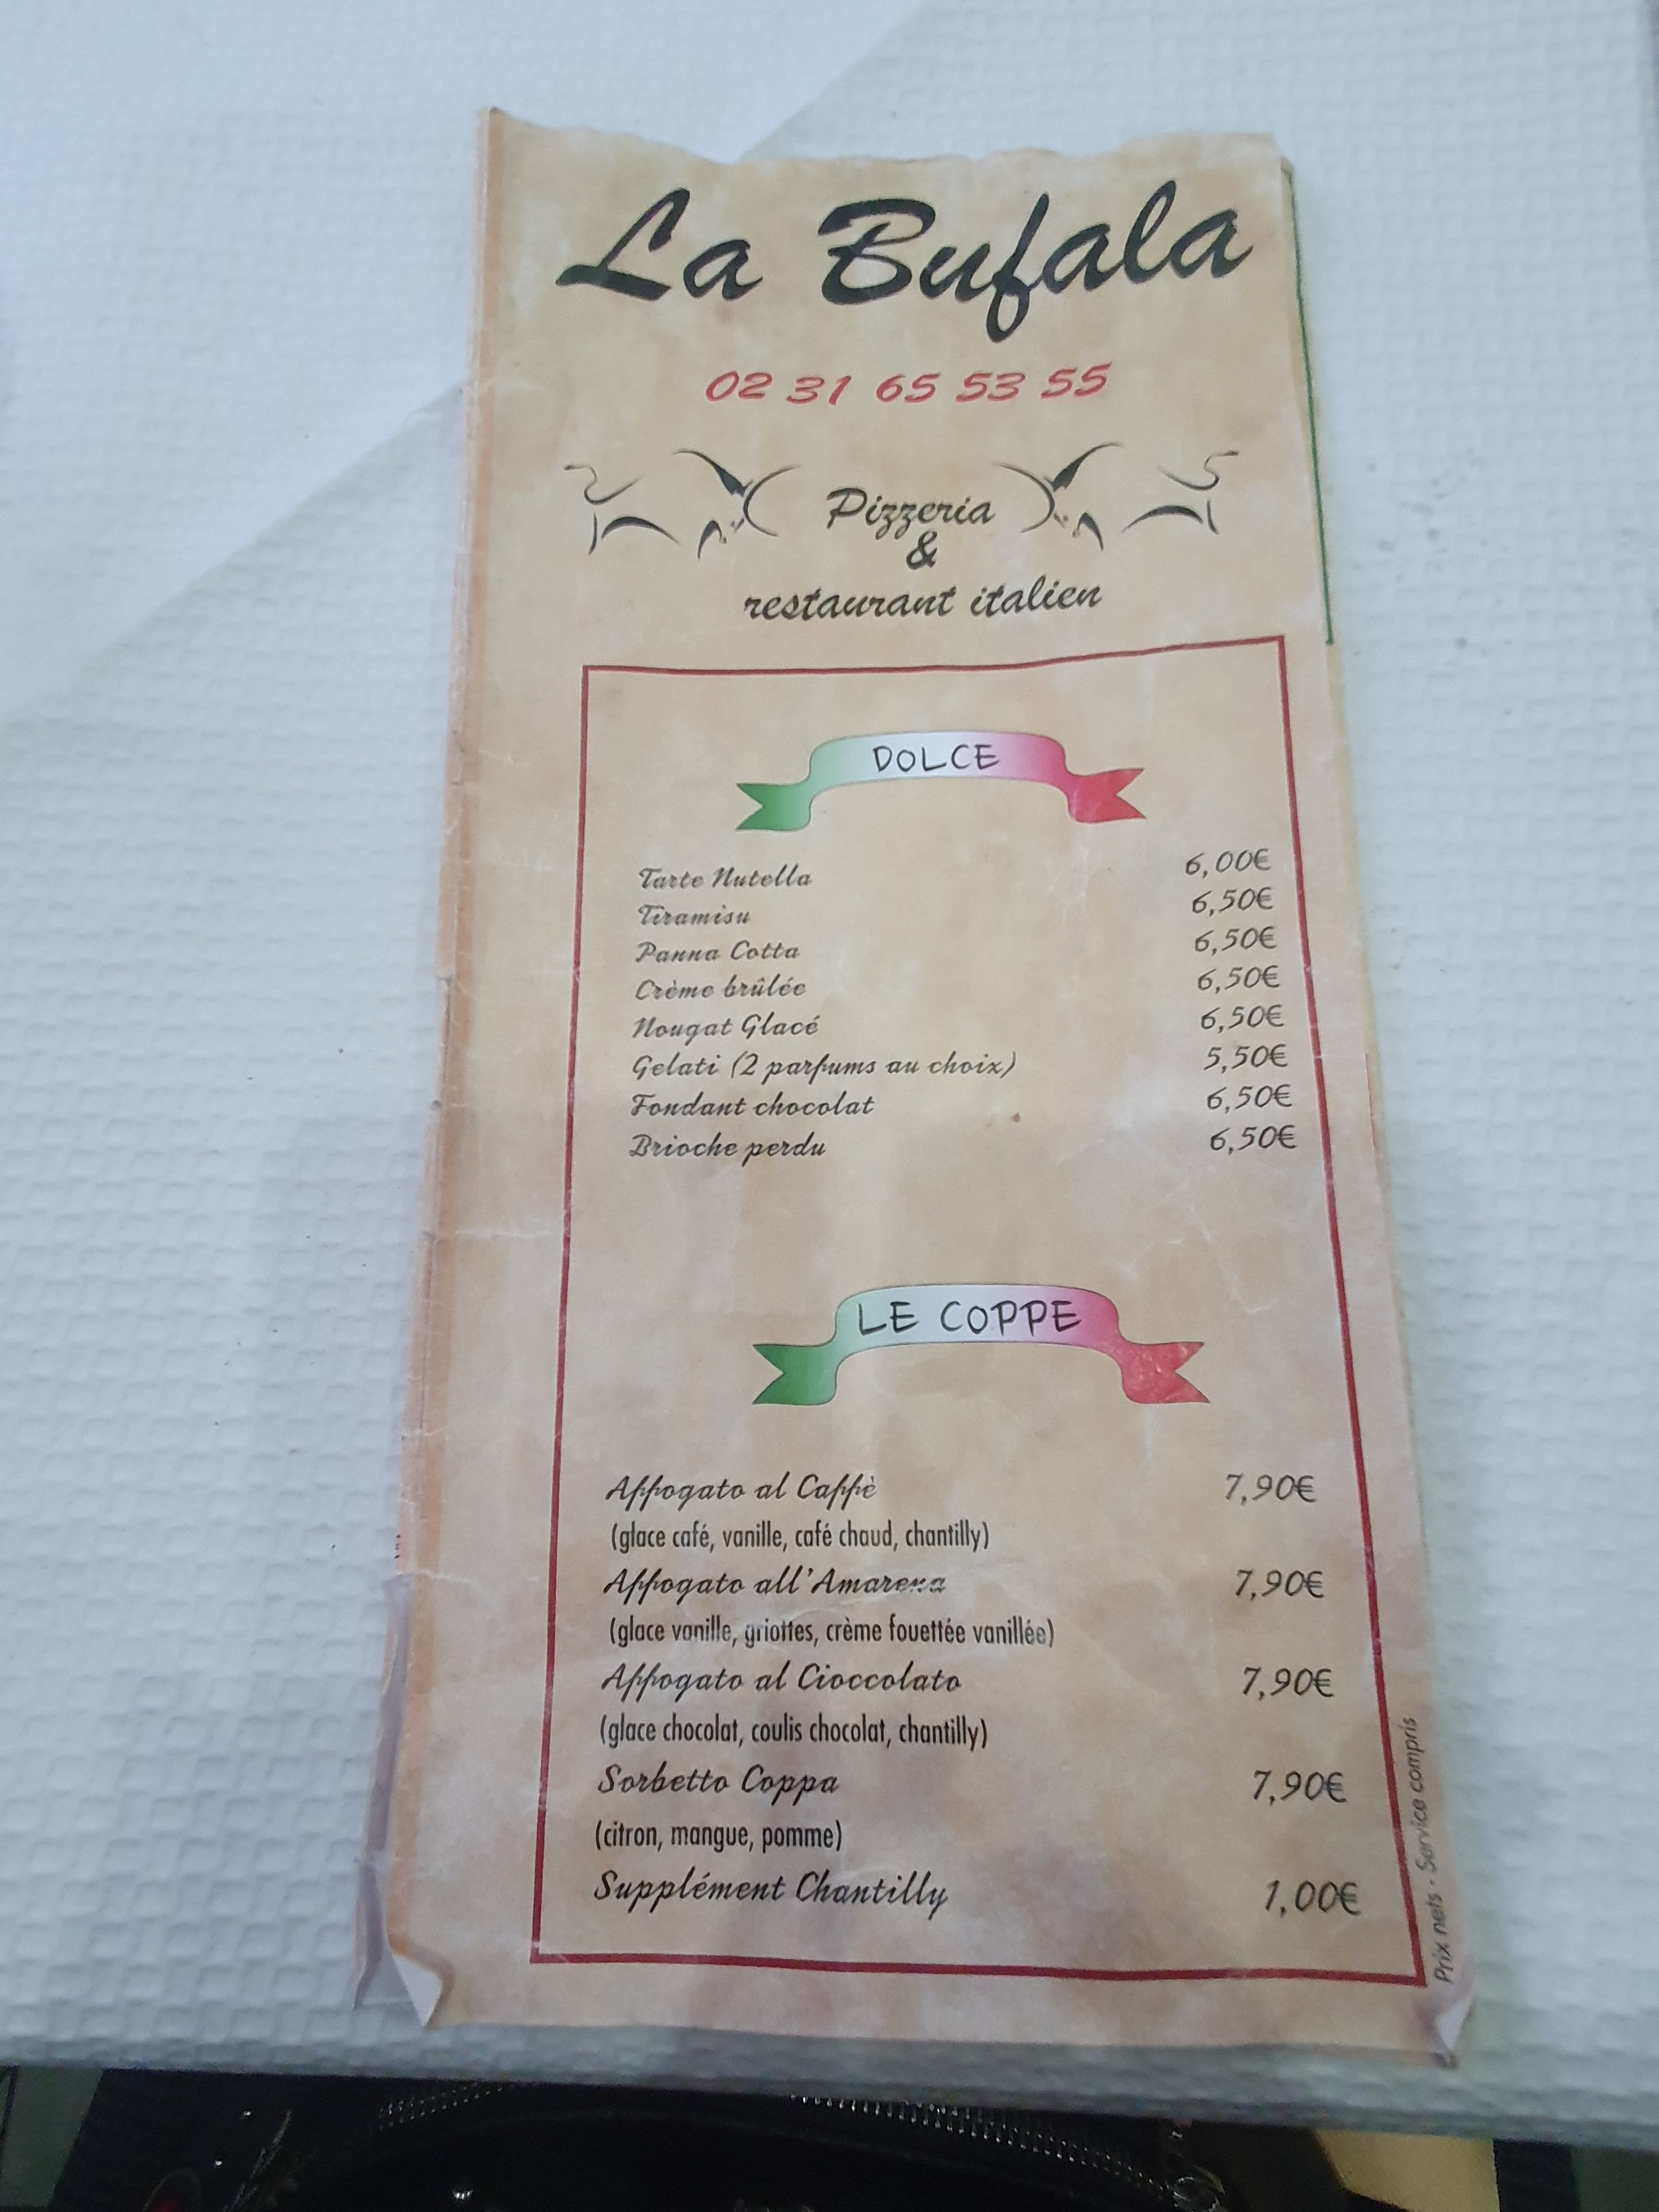 La Bufala
02 31 65 53 55
Pizzeria
&
restaurant italien
DOLCE
Tarte Nutella 6,00€
Tiramisu 6,50€
Panna Cotta 6,50€
Crème brûlée 6,50€
Nougat Glacé 6,50€
Gelati (2 parfums au choix) 5,50€
Fondant chocolat 6,50€
Brioche perdu 6,50€
LE COPPE
Affogato al Caffè 7,90€
(glace café, vanille, café chaud, chantilly)
Affogato all'Amarena 7,90€
(glace vanille, griottes, crème fouettée vanillée)
Affogato al Cioccolato 7,90€
(glace chocolat, coulis chocolat, chantilly)
Sorbetto Coppa 7,90€
(citron, mangue, pomme)
Supplément Chantilly 1,00€
Prix nets - Service compris